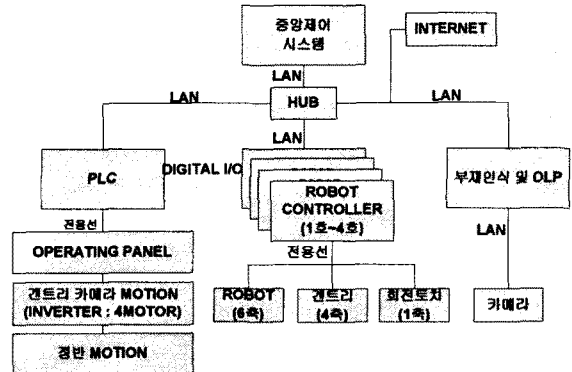 중앙제어
시스템
INTERNET
LAN
LAN
HUB
LAN
LAN
PLC
DIGITAL I/O
ROBOT
CONTROLLER
(1호~4호)
부재인식 및 OLP
전용선
전용선
LAN
OPERATING PANEL
갠트리 카메라 MOTION
(INVERTER : 4MOTOR)
ROBOT
(6축)
갠트리
(4축)
회전토치
(1축)
카메라
정반 MOTION